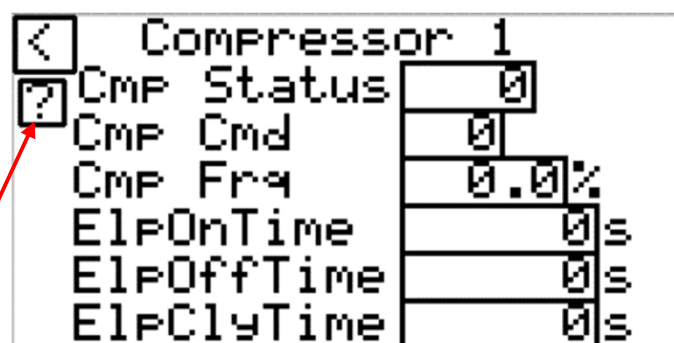 < Compressor 1
? Cmp Status 0
Cmp Cmd 0
Cmp Frq 0.0%
ElpOnTime 0s
ElpOffTime 0s
ElpClyTime 0s